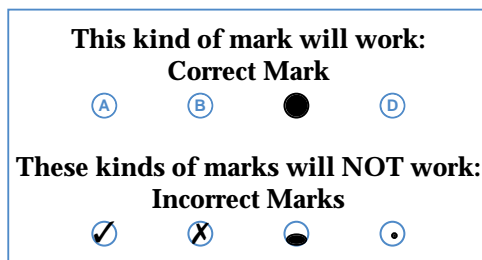 This kind of mark will work:
Correct Mark
A B D
These kinds of marks will NOT work:
Incorrect Marks